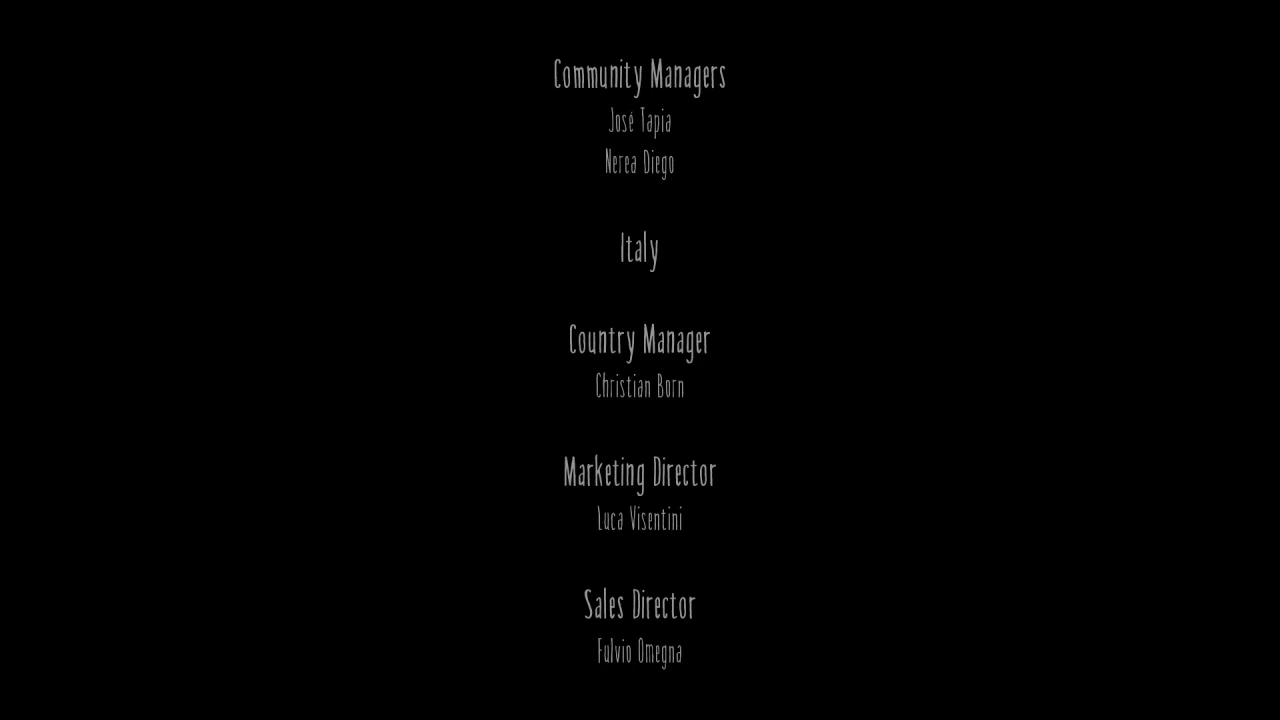 Community Managers
José Tapia
Nerea Diego
Italy
Country Manager
Christian Born
Marketing Director
Luca Visentini
Sales Director
Fulvio Omegna